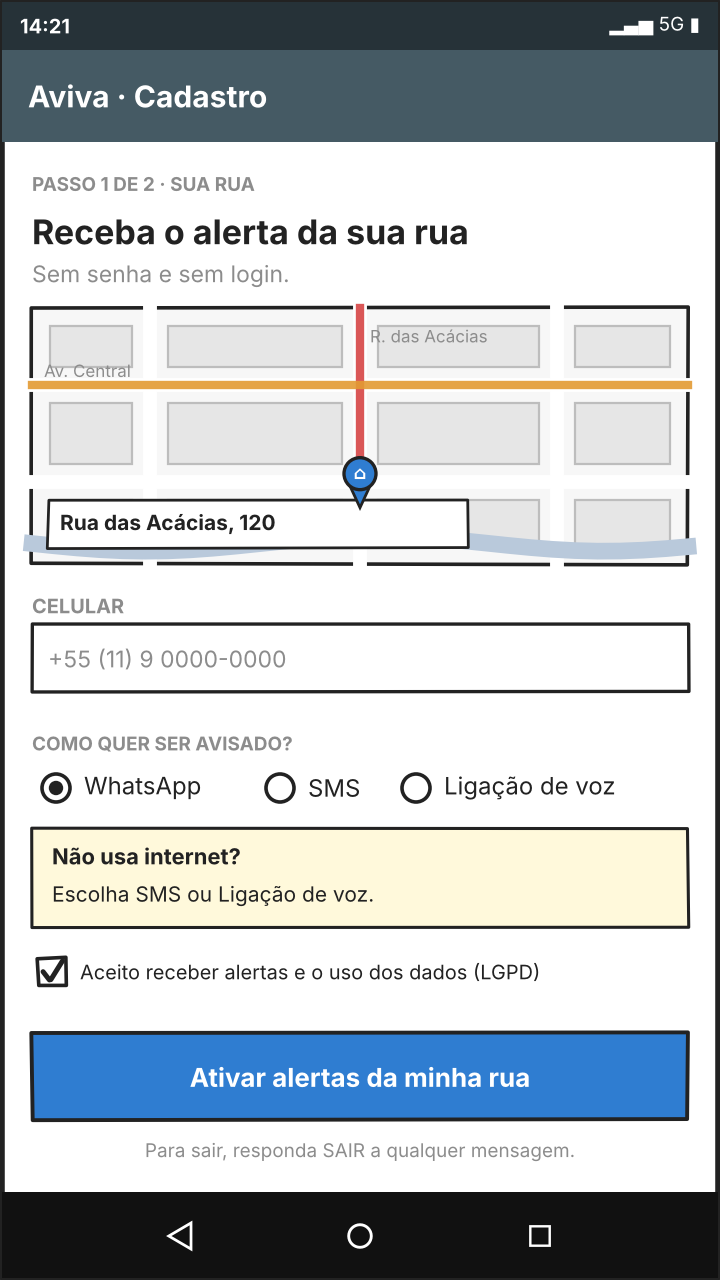 14:21
5G
Aviva · Cadastro
PASSO 1 DE 2 · SUA RUA
Receba o alerta da sua rua
Sem senha e sem login.
R. das Acácias
Av. Central
Rua das Acácias, 120
CELULAR
+55 (11) 9 0000-0000
COMO QUER SER AVISADO?
WhatsApp SMS Ligação de voz
Não usa internet?
Escolha SMS ou Ligação de voz.
Aceito receber alertas e o uso dos dados (LGPD)
Ativar alertas da minha rua
Para sair, responda SAIR a qualquer mensagem.